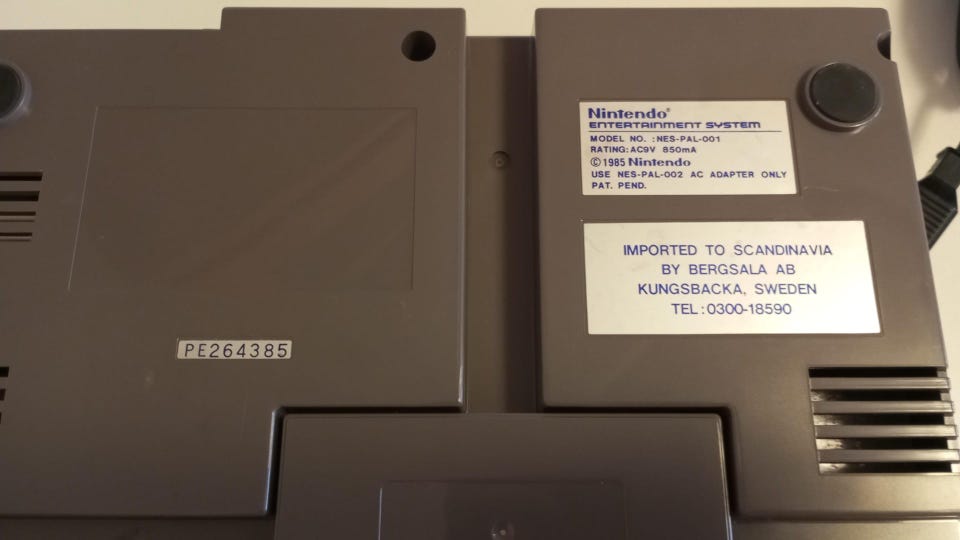 Nintendo®
ENTERTAINMENT SYSTEM
MODEL NO. :NES-PAL-001
RATING:AC9V 850mA
©1985 Nintendo
USE NES-PAL-002 AC ADAPTER ONLY
PAT. PEND.
IMPORTED TO SCANDINAVIA
BY BERGSALA AB
KUNGSBACKA, SWEDEN
TEL:0300-18590
PE264385